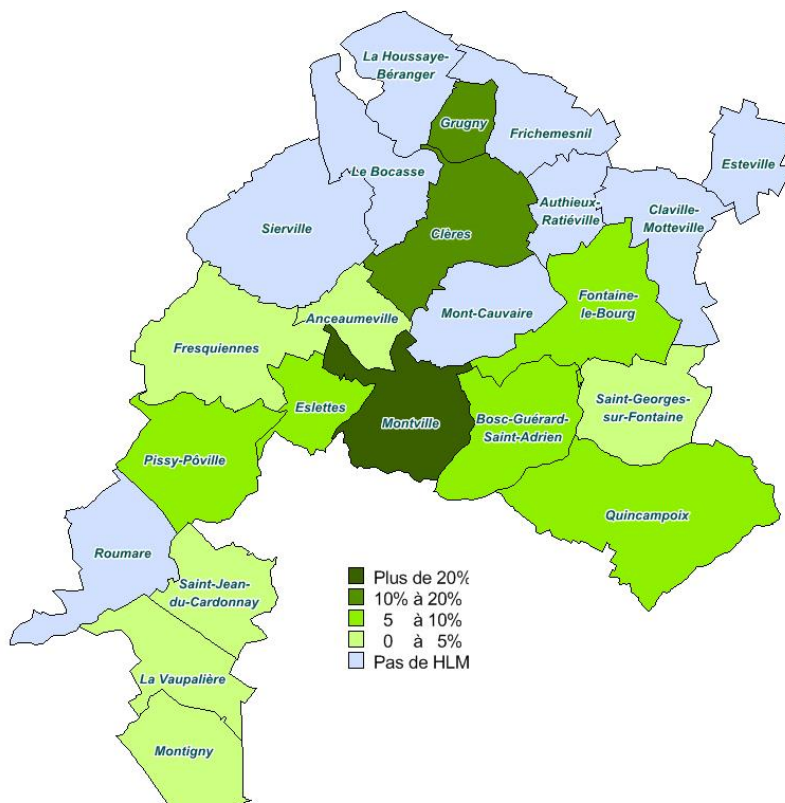 La Houssaye-
Béranger
Grugny
Frichemesnil
Esteville
Le Bocasse
Authieux-
Ratiéville
Claville-
Motteville
Sierville
Clères
Fontaine-
le-Bourg
Anceaumeville
Mont-Cauvaire
Fresquiennes
Saint-Georges-
sur-Fontaine
Eslettes
Montville
Bosc-Guérard-
Saint-Adrien
Pissy-Pôville
Quincampoix
Roumare
Saint-Jean-
du-Cardonnay
La Vaupalière
Montigny
Plus de 20%
10% à 20%
5 à 10%
0 à 5%
Pas de HLM